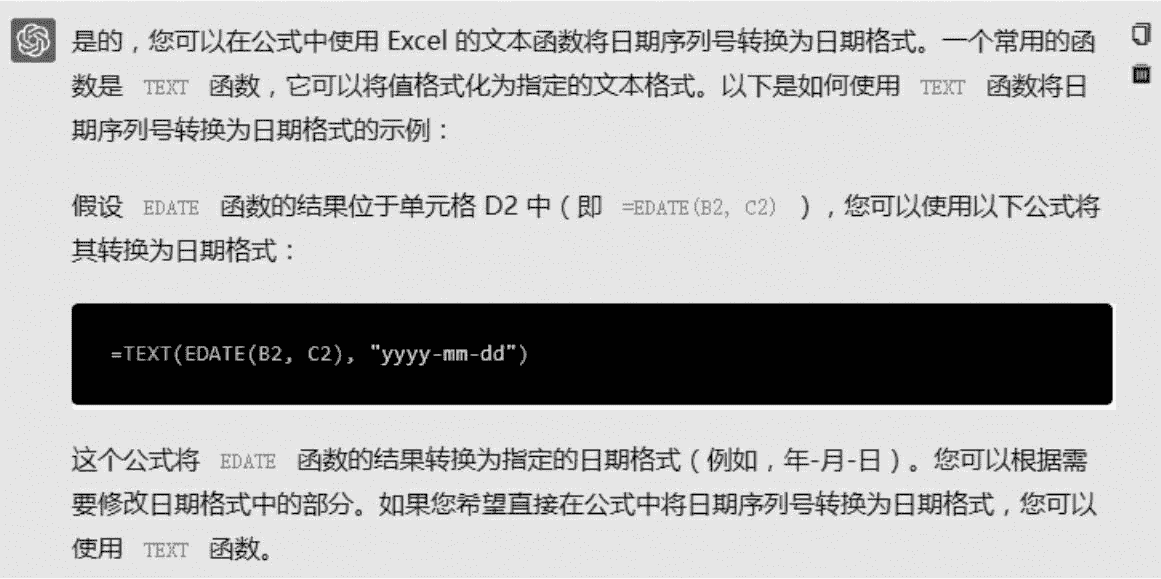 是的，您可以在公式中使用 Excel 的文本函数将日期序列号转换为日期格式。一个常用的函
数是 TEXT 函数，它可以将值格式化为指定的文本格式。以下是如何使用 TEXT 函数将日
期序列号转换为日期格式的示例：
假设 EDATE 函数的结果位于单元格 D2 中（即 =EDATE(B2, C2) ），您可以使用以下公式将
其转换为日期格式：
=TEXT(EDATE(B2, C2), "yyyy-mm-dd")
这个公式将 EDATE 函数的结果转换为指定的日期格式（例如，年-月-日）。您可以根据需
要修改日期格式中的部分。如果您希望直接在公式中将日期序列号转换为日期格式，您可以
使用 TEXT 函数。